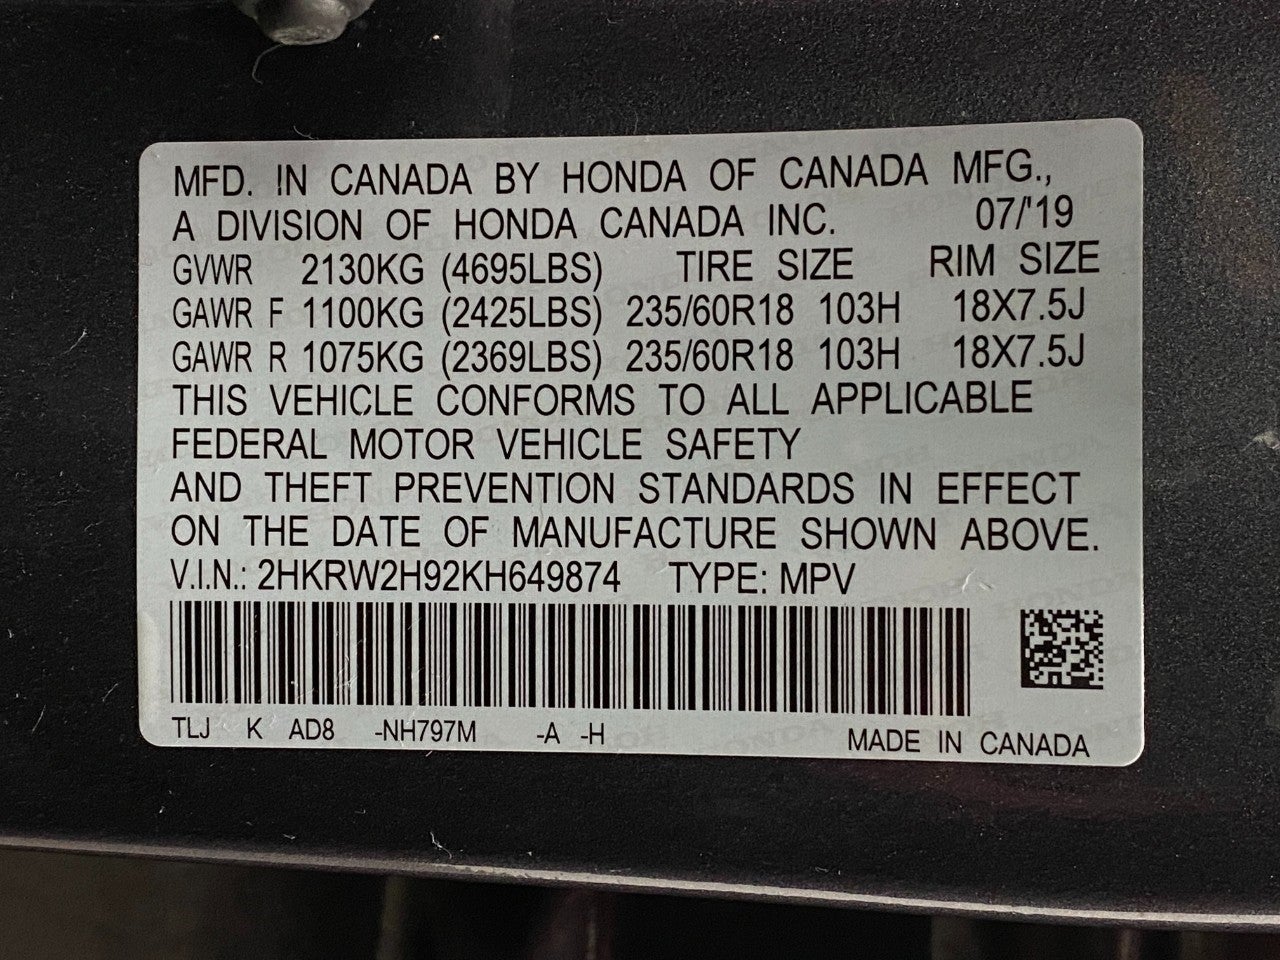 MFD. IN CANADA BY HONDA OF CANADA MFG.,
A DIVISION OF HONDA CANADA INC. 07/'19
GVWR 2130KG (4695LBS) TIRE SIZE RIM SIZE
GAWR F 1100KG (2425LBS) 235/60R18 103H 18X7.5J
GAWR R 1075KG (2369LBS) 235/60R18 103H 18X7.5J
THIS VEHICLE CONFORMS TO ALL APPLICABLE
FEDERAL MOTOR VEHICLE SAFETY
AND THEFT PREVENTION STANDARDS IN EFFECT
ON THE DATE OF MANUFACTURE SHOWN ABOVE.
V.I.N.: 2HKRW2H92KH649874 TYPE: MPV
TLJ K AD8 -NH797M -A -H MADE IN CANADA